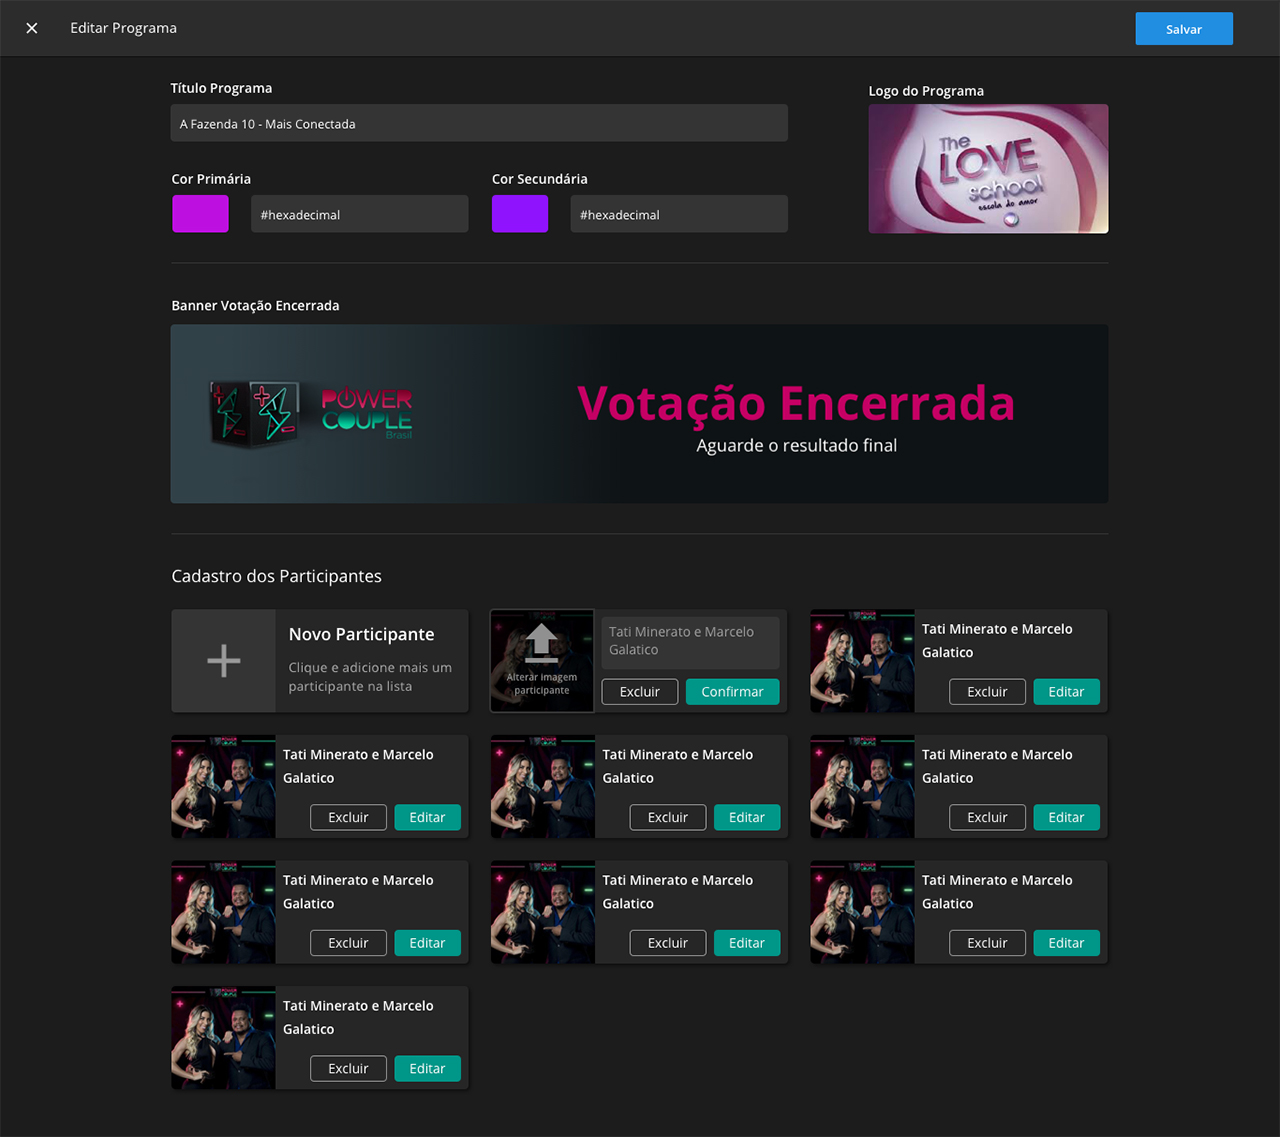 Editar Programa
Salvar
Título Programa
A Fazenda 10 - Mais Conectada
Logo do Programa
The
LOVE
school
escola do amor
Cor Primária
#hexadecimal
Cor Secundária
#hexadecimal
Banner Votação Encerrada
POWER
COUPLE
Brasil
Votação Encerrada
Aguarde o resultado final
Cadastro dos Participantes
Novo Participante
Clique e adicione mais um
participante na lista
Alterar imagem
participante
Tati Minerato e Marcelo
Galatico
Excluir
Confirmar
Tati Minerato e Marcelo
Galatico
Excluir
Editar
Tati Minerato e Marcelo
Galatico
Excluir
Editar
Tati Minerato e Marcelo
Galatico
Excluir
Editar
Tati Minerato e Marcelo
Galatico
Excluir
Editar
Tati Minerato e Marcelo
Galatico
Excluir
Editar
Tati Minerato e Marcelo
Galatico
Excluir
Editar
Tati Minerato e Marcelo
Galatico
Excluir
Editar
Tati Minerato e Marcelo
Galatico
Excluir
Editar